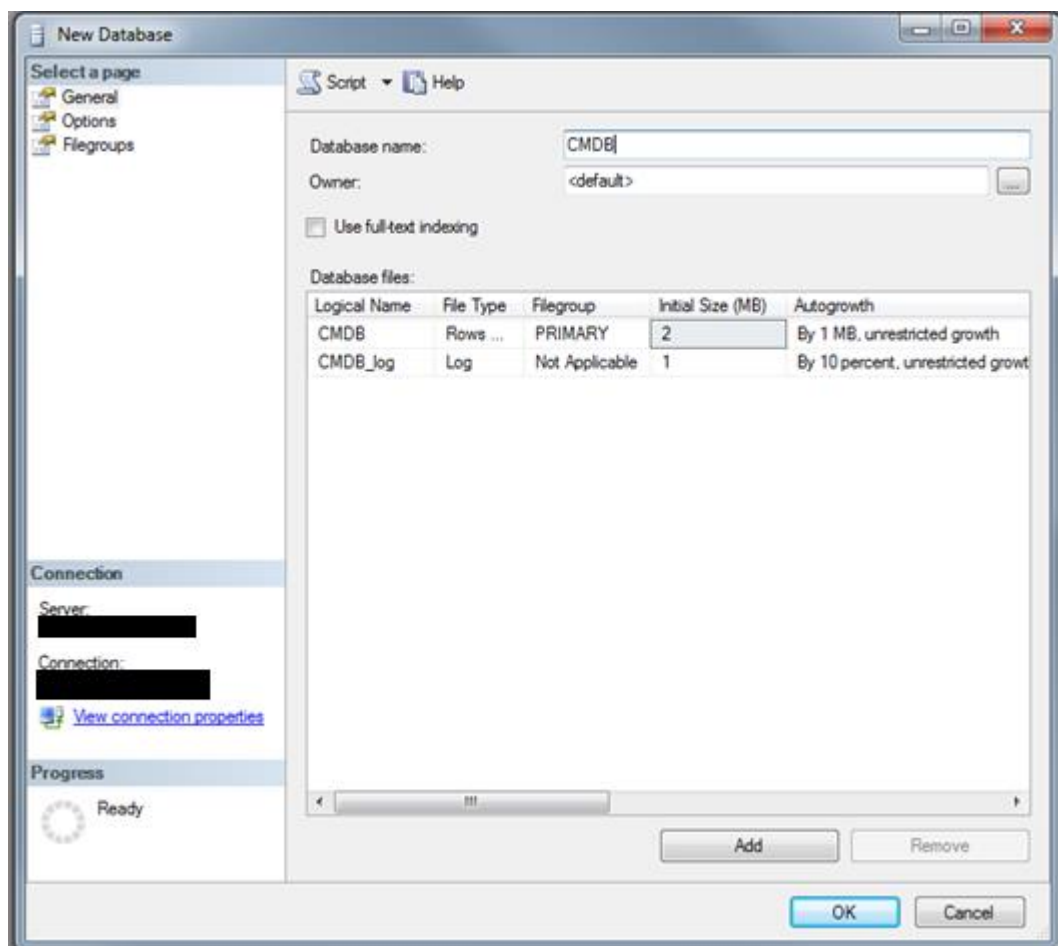 New Database
Select a page
General
Options
Filegroups
Script Help
Database name: CMDB
Owner: <default>
...
Use full-text indexing
Database files:
Logical Name File Type Filegroup Initial Size (MB) Autogrowth
CMDB Rows ... PRIMARY 2 By 1 MB, unrestricted growth
CMDB_log Log Not Applicable 1 By 10 percent, unrestricted growt
Connection
Server:
Connection:
View connection properties
Progress
Ready
Add Remove
OK Cancel